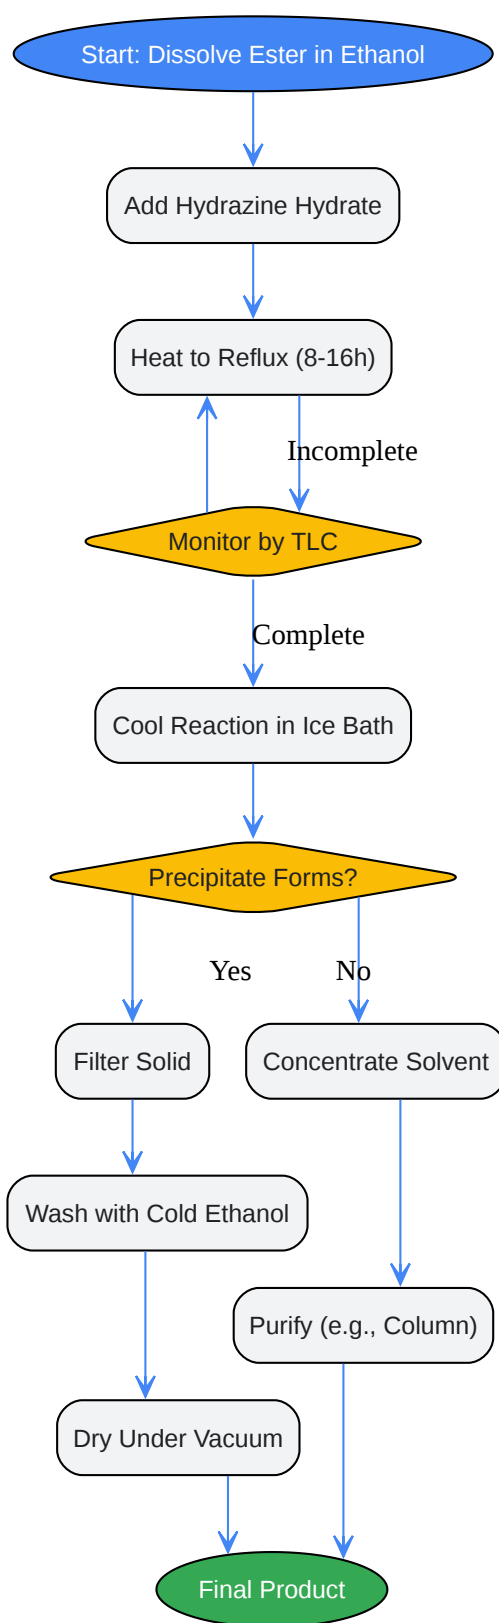 Start: Dissolve Ester in Ethanol
Add Hydrazine Hydrate
Heat to Reflux (8-16h)
Incomplete
Monitor by TLC
Complete
Cool Reaction in Ice Bath
Precipitate Forms?
Yes
No
Filter Solid
Concentrate Solvent
Wash with Cold Ethanol
Purify (e.g., Column)
Dry Under Vacuum
Final Product